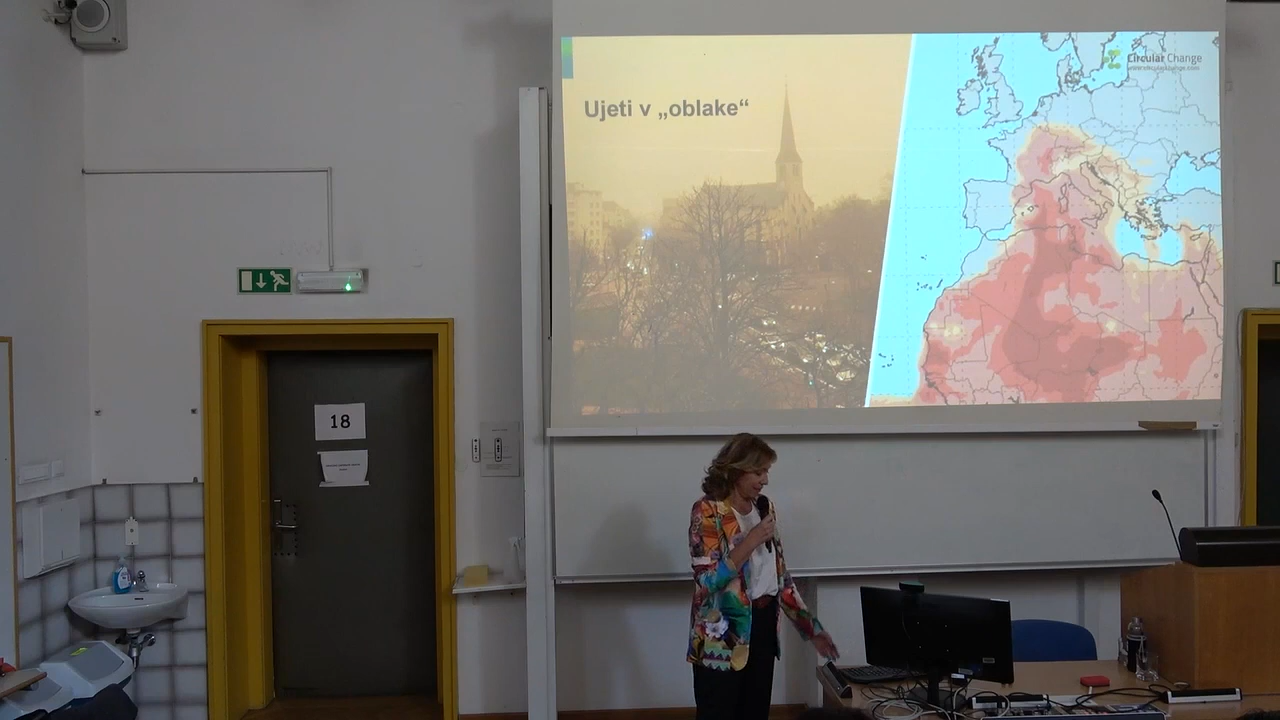 Ujeti v „oblake“
Circular Change
18